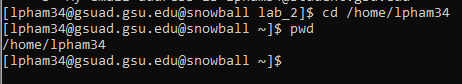 [lpham34@gsuad.gsu.edu@snowball lab_2]$ cd /home/lpham34
[lpham34@gsuad.gsu.edu@snowball ~]$ pwd
/home/lpham34
[lpham34@gsuad.gsu.edu@snowball ~]$